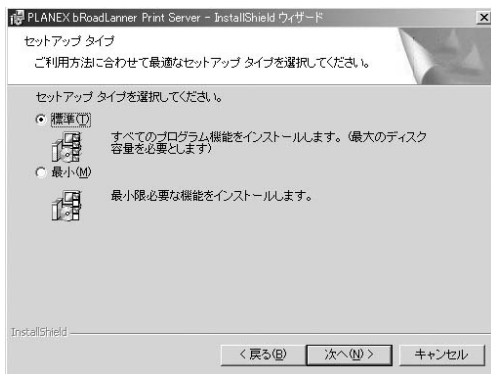 PLANEX bRoadLanner Print Server - InstallShield ウィザード
セットアップ タイプ
ご利用方法に合わせて最適なセットアップ タイプを選択してください。
セットアップ タイプを選択してください。
標準(T)
すべてのプログラム機能をインストールします。(最大のディスク
容量を必要とします)
最小(M)
最小限必要な機能をインストールします。
InstallShield
< 戻る(B)
次へ(N) >
キャンセル